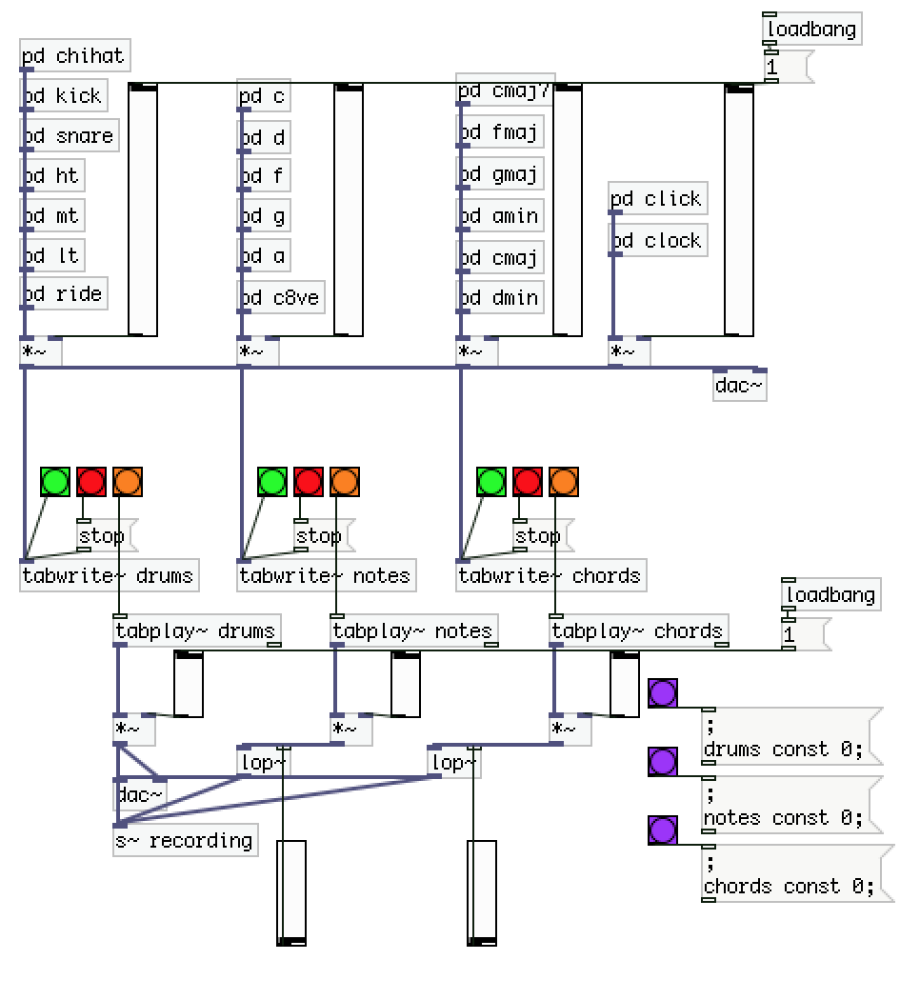 loadbang
1
pd chihat
pd kick
pd snare
pd ht
pd mt
pd lt
pd ride
*~
pd c
pd d
pd f
pd g
pd a
pd c8ve
*~
pd cmaj7
pd fmaj
pd gmaj
pd amin
pd cmaj
pd dmin
*~
pd click
pd clock
*~
dac~
stop
tabwrite~ drums
stop
tabwrite~ notes
stop
tabwrite~ chords
loadbang
1
tabplay~ drums
tabplay~ notes
tabplay~ chords
*~
*~
*~
lop~
lop~
dac~
s~ recording
;
drums const 0;
;
notes const 0;
;
chords const 0;